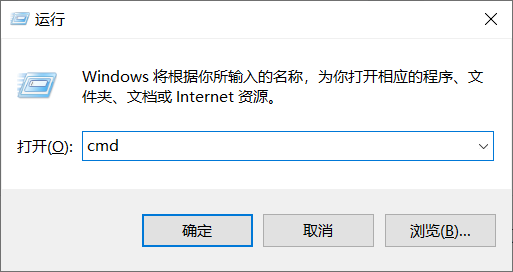 运行
Windows 将根据你所输入的名称，为你打开相应的程序、文
件夹、文档或 Internet 资源。
打开(O): cmd
确定 取消 浏览(B)...